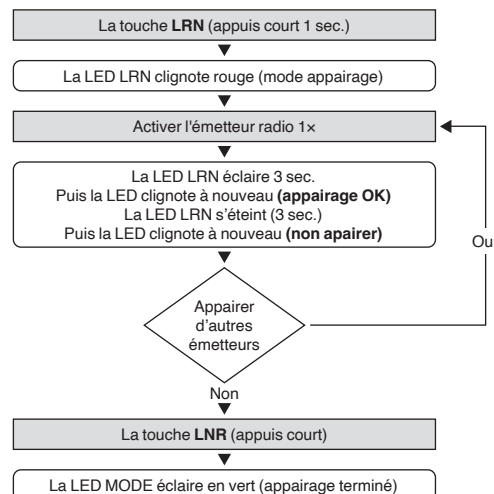 La touche LRN (appuis court 1 sec.)
La LED LRN clignote rouge (mode appairage)
Activer l'émetteur radio 1×
La LED LRN éclaire 3 sec.
Puis la LED clignote à nouveau (appairage OK)
La LED LRN s’éteint (3 sec.)
Puis la LED clignote à nouveau (non apairer)
Ou
Appairer
d’autres
émetteurs
Non
La touche LNR (appuis court)
La LED MODE éclaire en vert (appairage terminé)